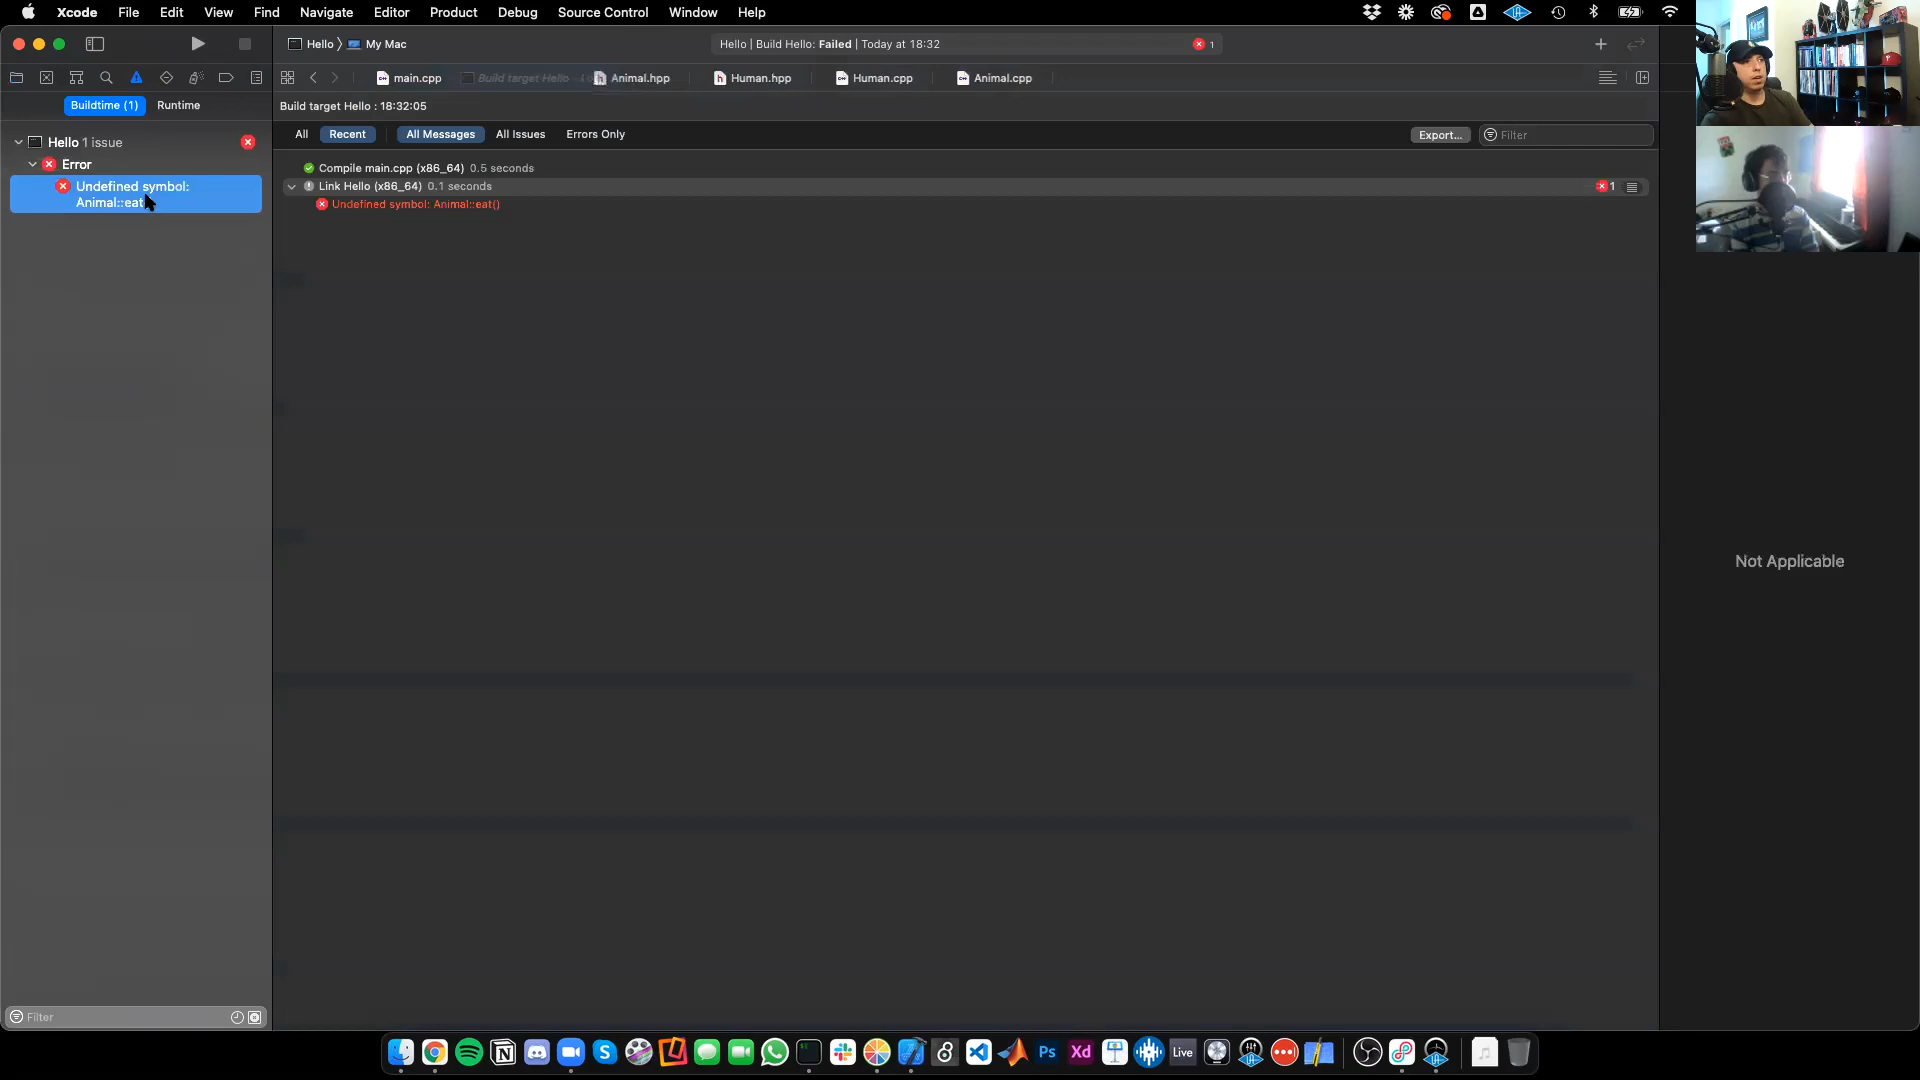 Xcode File Edit View Find Navigate Editor Product Debug Source Control Window Help
Hello 〉 My Mac
Hello | Build Hello: Failed | Today at 18:32
1
main.cpp
Build target Hello
Animal.hpp
Human.hpp
Human.cpp
Animal.cpp
Buildtime (1)
Runtime
Build target Hello : 18:32:05
All
Recent
All Messages
All Issues
Errors Only
Export...
Filter
Hello 1 issue
Error
Undefined symbol:
Animal::eat
Compile main.cpp (x86_64) 0.5 seconds
Link Hello (x86_64) 0.1 seconds
1
Undefined symbol: Animal::eat()
Not Applicable
Filter
Ps
Xd
Live